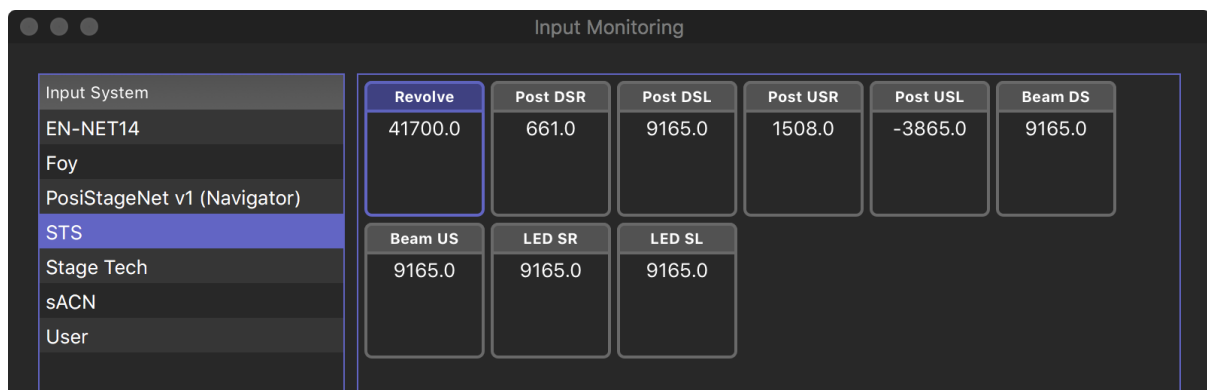 Input Monitoring
Input System
EN-NET14
Foy
PosiStageNet v1 (Navigator)
STS
Stage Tech
sACN
User
Revolve Post DSR Post DSL Post USR Post USL Beam DS
41700.0 661.0 9165.0 1508.0 -3865.0 9165.0
Beam US LED SR LED SL
9165.0 9165.0 9165.0